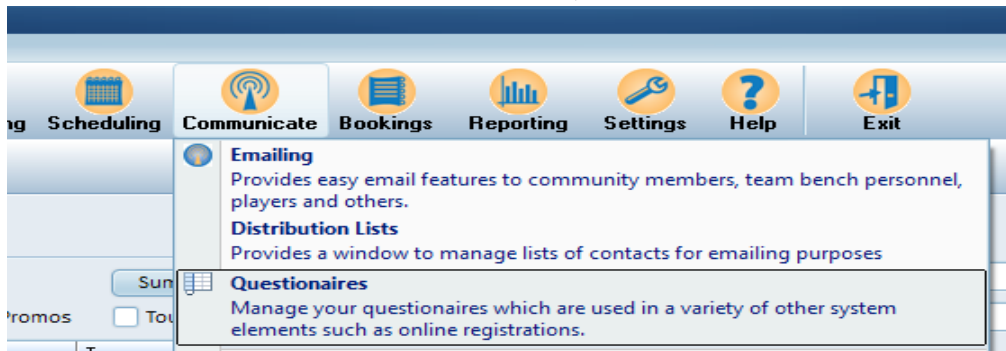 ng Scheduling Communicate Bookings Reporting Settings Help Exit
Emailing
Provides easy email features to community members, team bench personnel,
players and others.
Distribution Lists
Provides a window to manage lists of contacts for emailing purposes
Sum
Questionaires
Manage your questionaires which are used in a variety of other system
Promos Tou
elements such as online registrations.